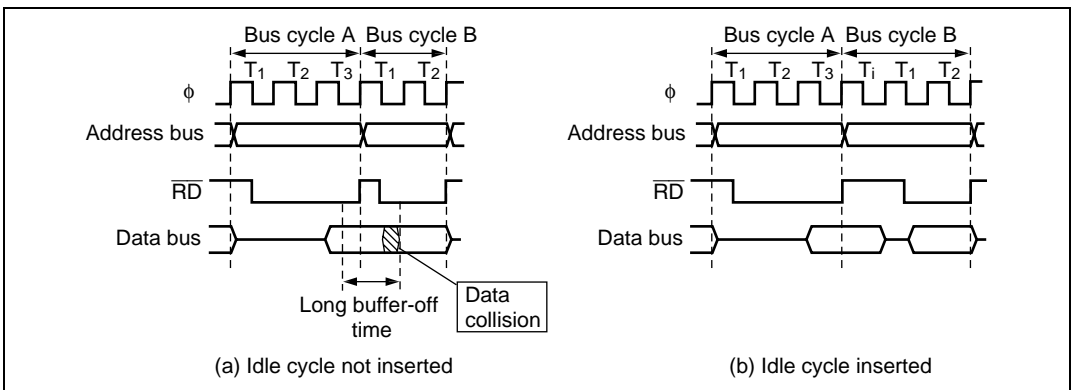 Bus cycle A Bus cycle B
T1 T2 T3 T1 T2
ϕ
Address bus
RD
Data bus
Long buffer-off
time
Data
collision
(a) Idle cycle not inserted
Bus cycle A Bus cycle B
T1 T2 T3 Ti T1 T2
ϕ
Address bus
RD
Data bus
(b) Idle cycle inserted